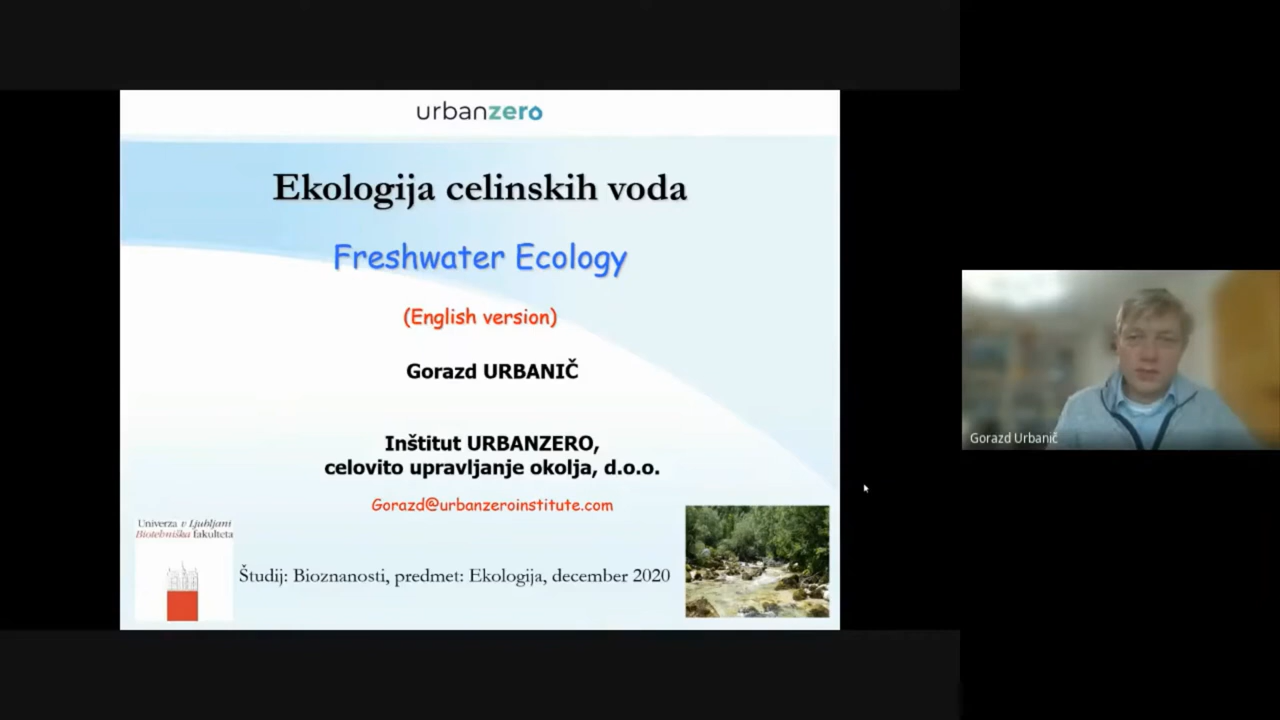 urbanzero
Ekologija celinskih voda
Freshwater Ecology
(English version)
Gorazd URBANIČ
Inštitut URBANZERO,
celovito upravljanje okolja, d.o.o.
Gorazd@urbanzeroinstitute.com
Univerza v Ljubljani
Biotehniška fakulteta
Študij: Bioznanosti, predmet: Ekologija, december 2020
Gorazd Urbanič